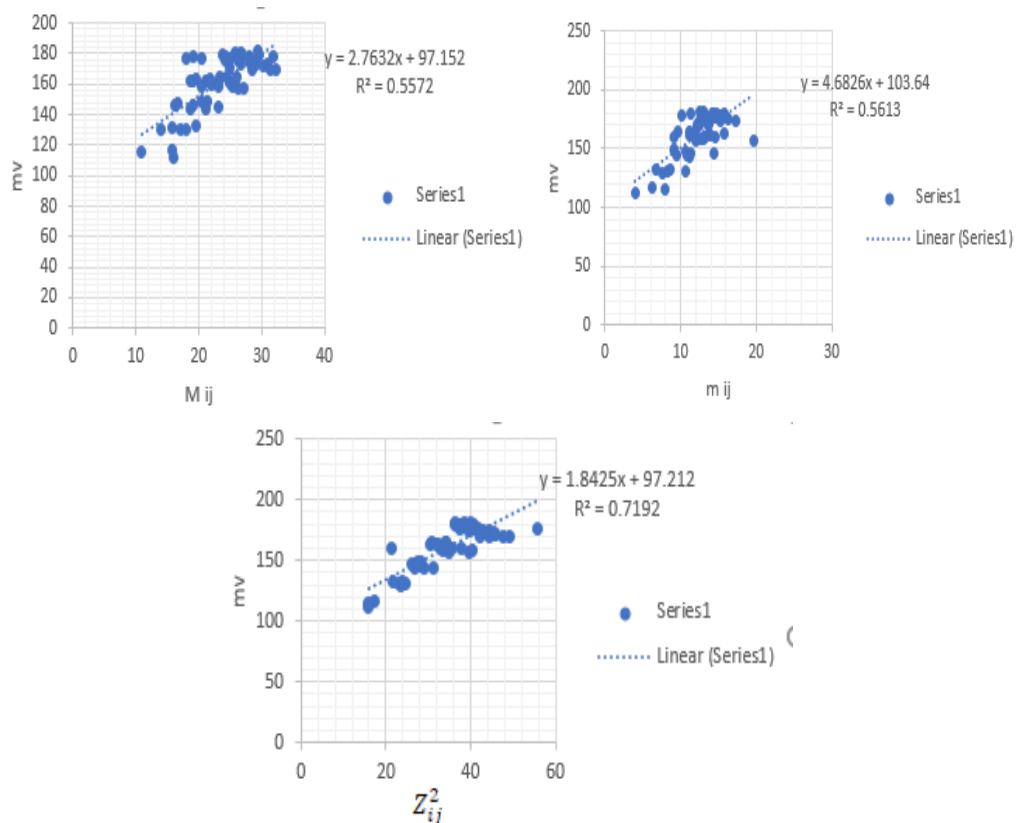 200
180
160
140
120
100
80
60
40
20
0
mv
0 10 20 30 40
M ij
y = 2.7632x + 97.152
R² = 0.5572
Series1
Linear (Series1)
250
200
150
100
50
0
mv
0 10 20 30
m ij
y = 4.6826x + 103.64
R² = 0.5613
Series1
Linear (Series1)
250
200
150
100
50
0
mv
0 20 40 60
Z²ij
y = 1.8425x + 97.212
R² = 0.7192
Series1
Linear (Series1)